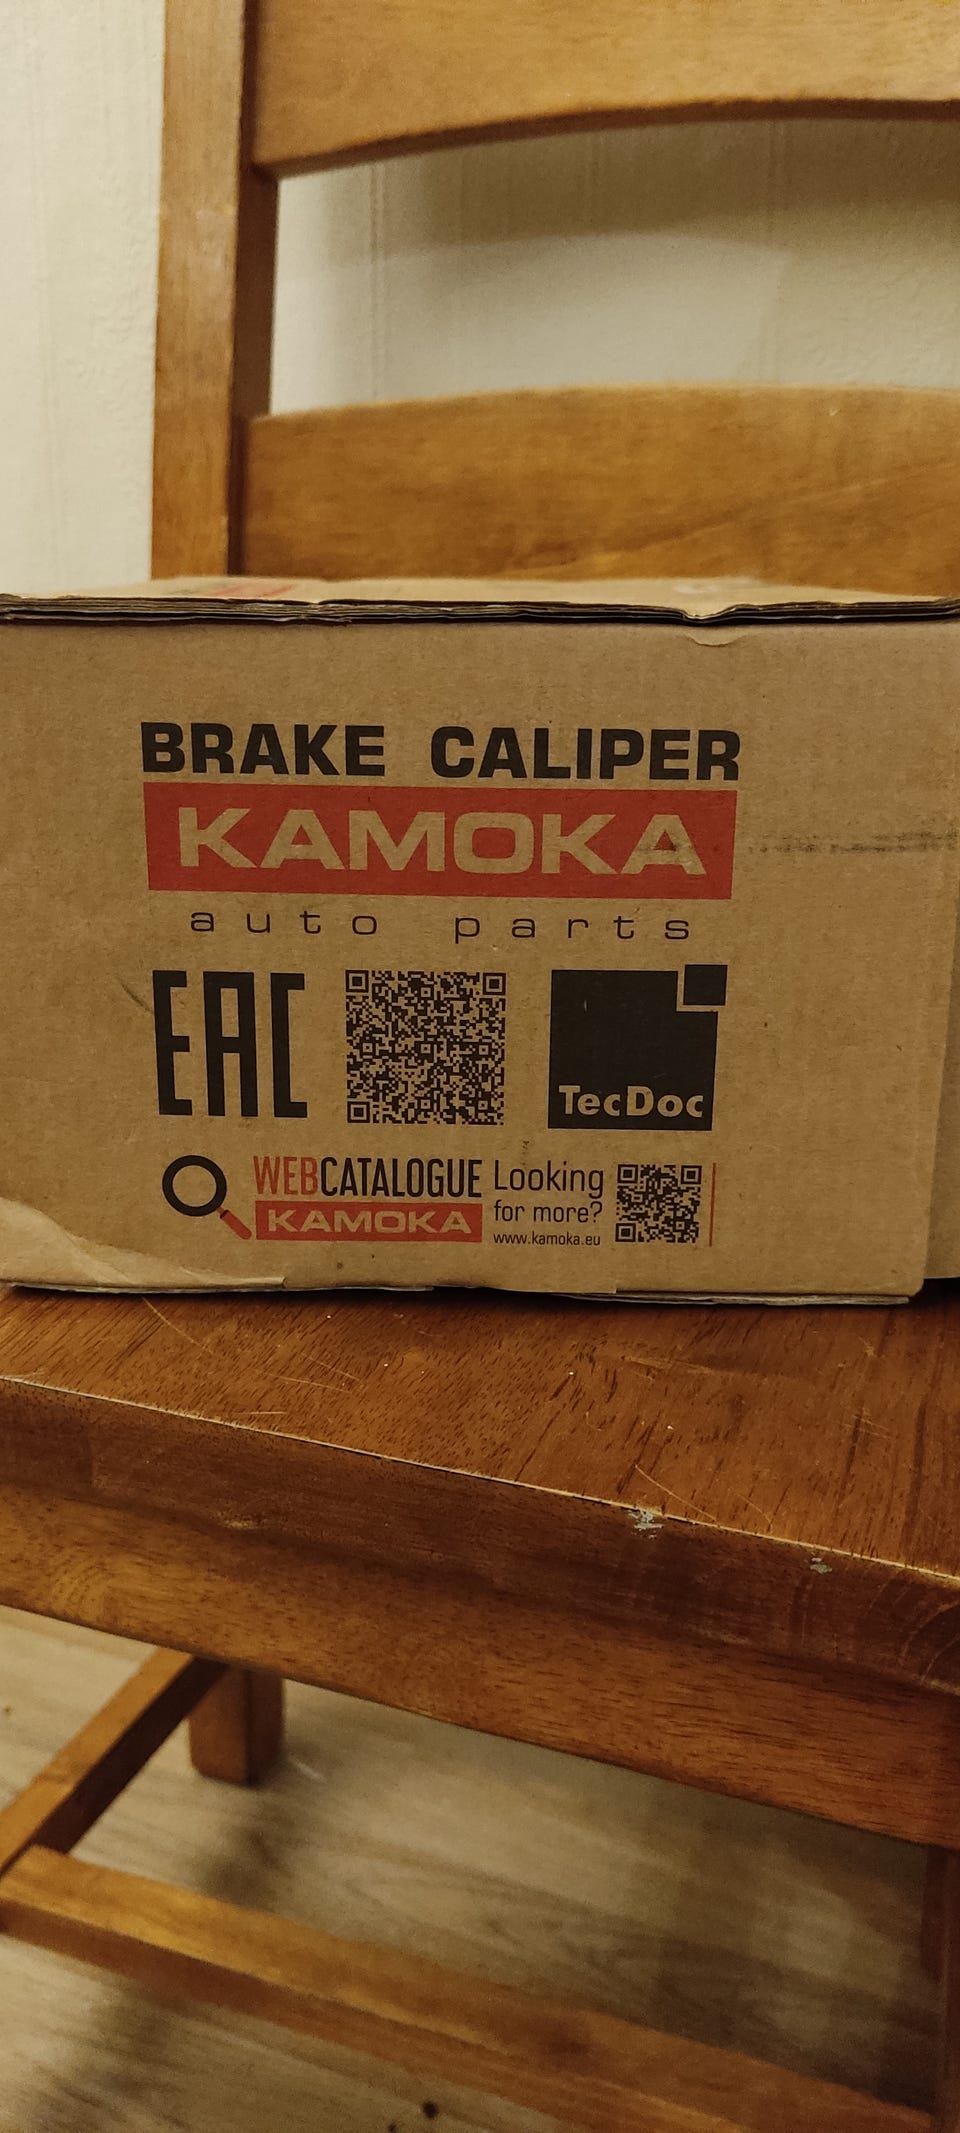 BRAKE CALIPER
KAMOKA
auto parts
EAC
TecDoc
WEBCATALOGUE
KAMOKA
Looking
for more?
www.kamoka.eu